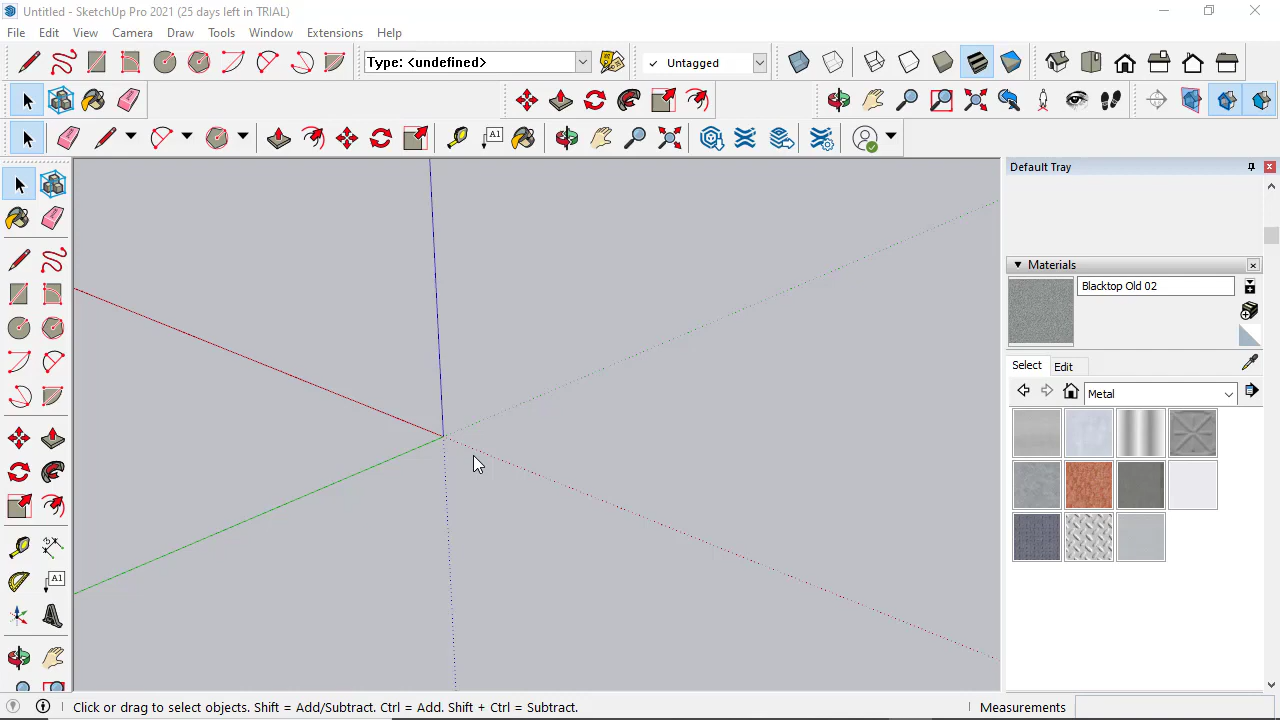 Untitled - SketchUp Pro 2021 (25 days left in TRIAL)
File Edit View Camera Draw Tools Window Extensions Help
Type: <undefined>
Untagged
A1
Default Tray
Materials
Blacktop Old 02
Select Edit
Metal
A1
Click or drag to select objects. Shift = Add/Subtract. Ctrl = Add. Shift + Ctrl = Subtract.
Measurements